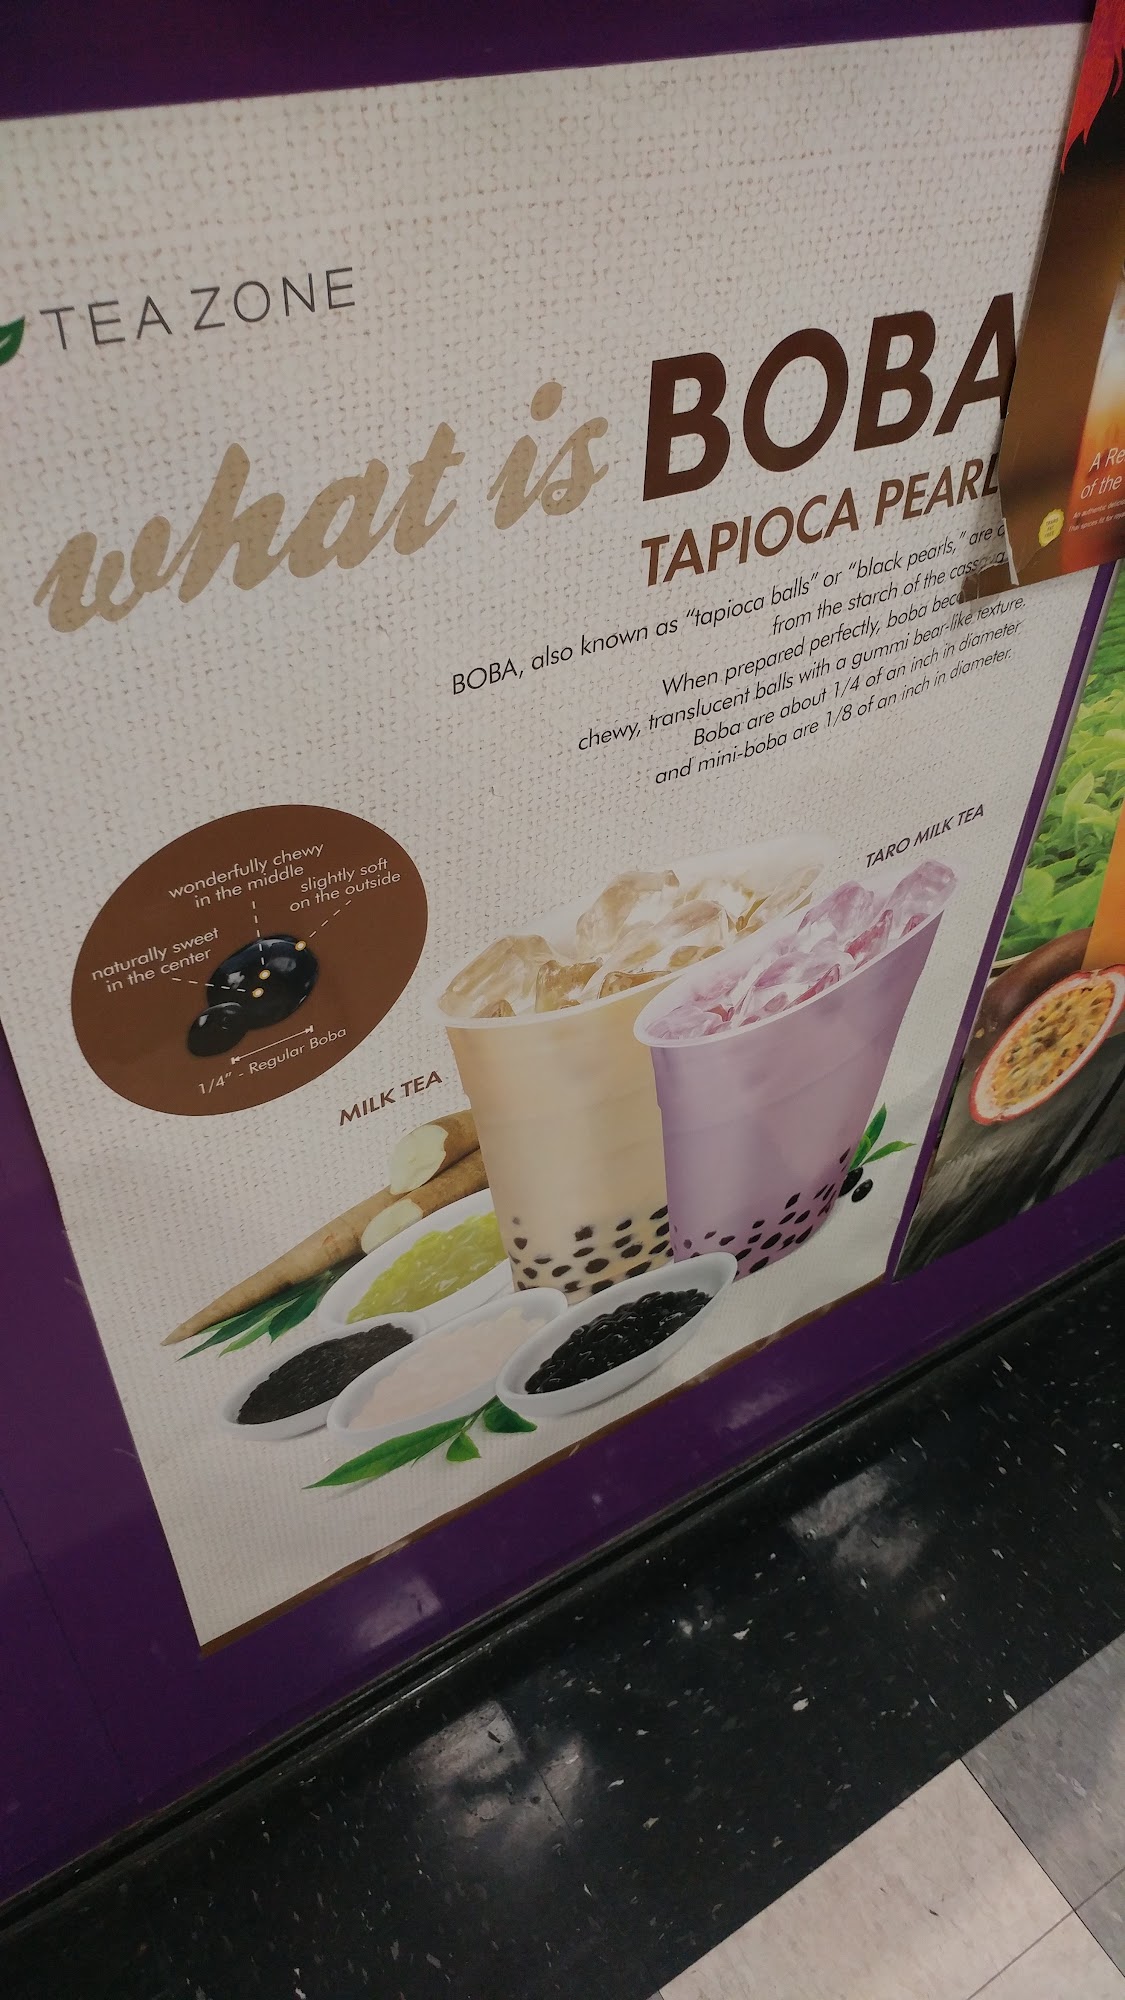 TEA ZONE
what is BOBA
TAPIOCA PEARL
BOBA, also known as "tapioca balls" or "black pearls," are
from the starch of the
When prepared perfectly, boba
chewy, translucent balls with a gummi bear-like texture.
Boba are about 1/4 of an inch in diameter
and mini-boba are 1/8 of an inch in diameter.
wonderfully chewy
in the middle
slightly soft
on the outside
naturally sweet
in the center
1/4" - Regular Boba
MILK TEA
TARO MILK TEA
A Re
of the